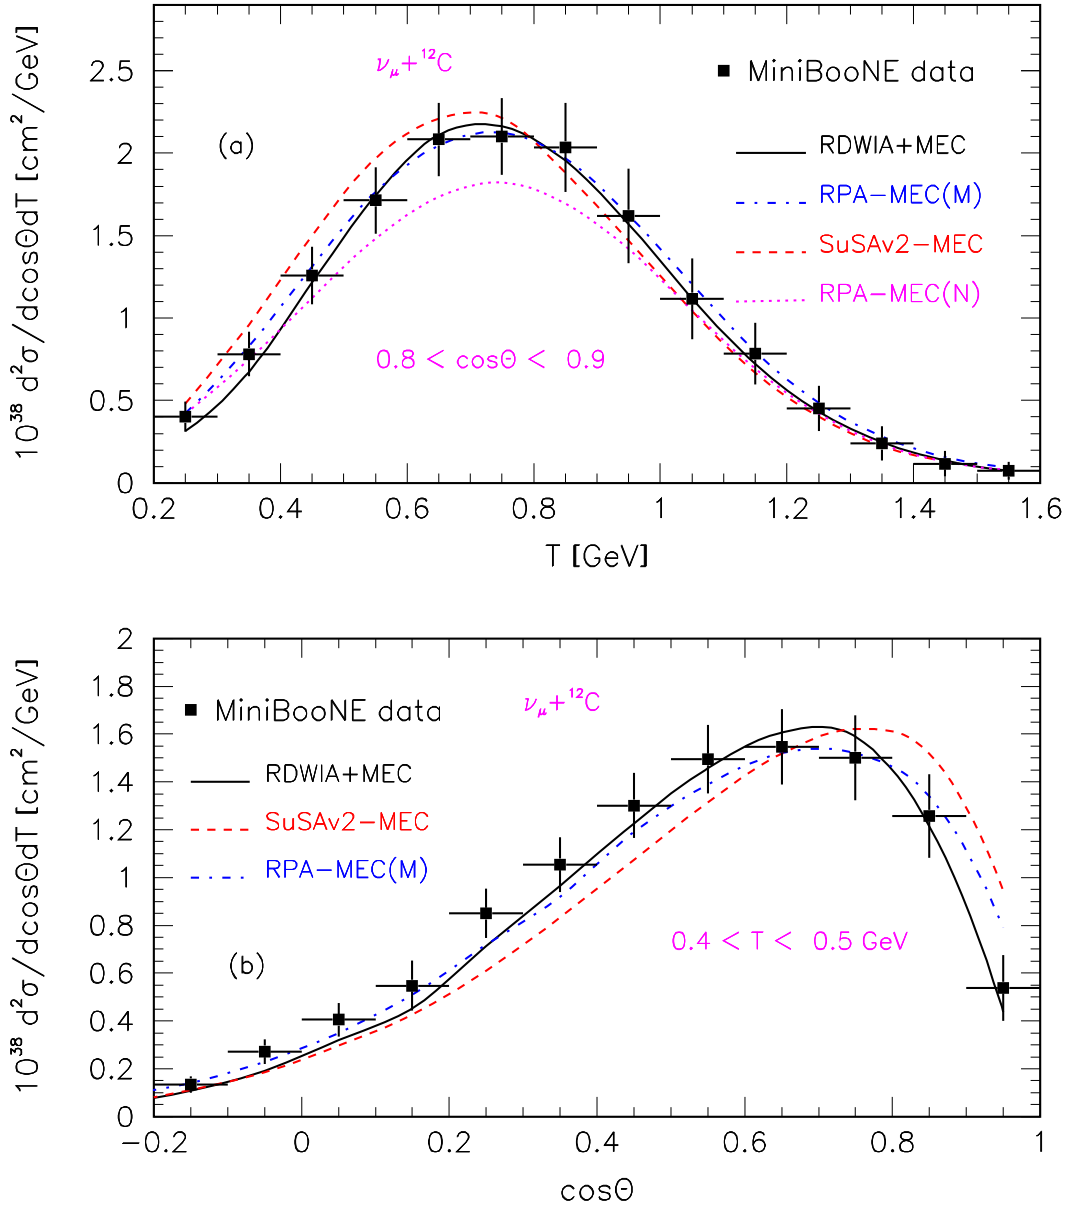 10³⁸ d²σ/dcosΘdT [cm²/GeV]
2.5
2
1.5
1
0.5
0
νμ+¹²C
MiniBooNE data
(a)
RDWIA+MEC
RPA−MEC(M)
SuSAv2−MEC
RPA−MEC(N)
0.8 < cosΘ < 0.9
0.2 0.4 0.6 0.8 1 1.2 1.4 1.6
T [GeV]
10³⁸ d²σ/dcosΘdT [cm²/GeV]
2
1.8
1.6
1.4
1.2
1
0.8
0.6
0.4
0.2
0
νμ+¹²C
MiniBooNE data
RDWIA+MEC
SuSAv2−MEC
RPA−MEC(M)
0.4 < T < 0.5 GeV
(b)
−0.2 0 0.2 0.4 0.6 0.8 1
cosΘ